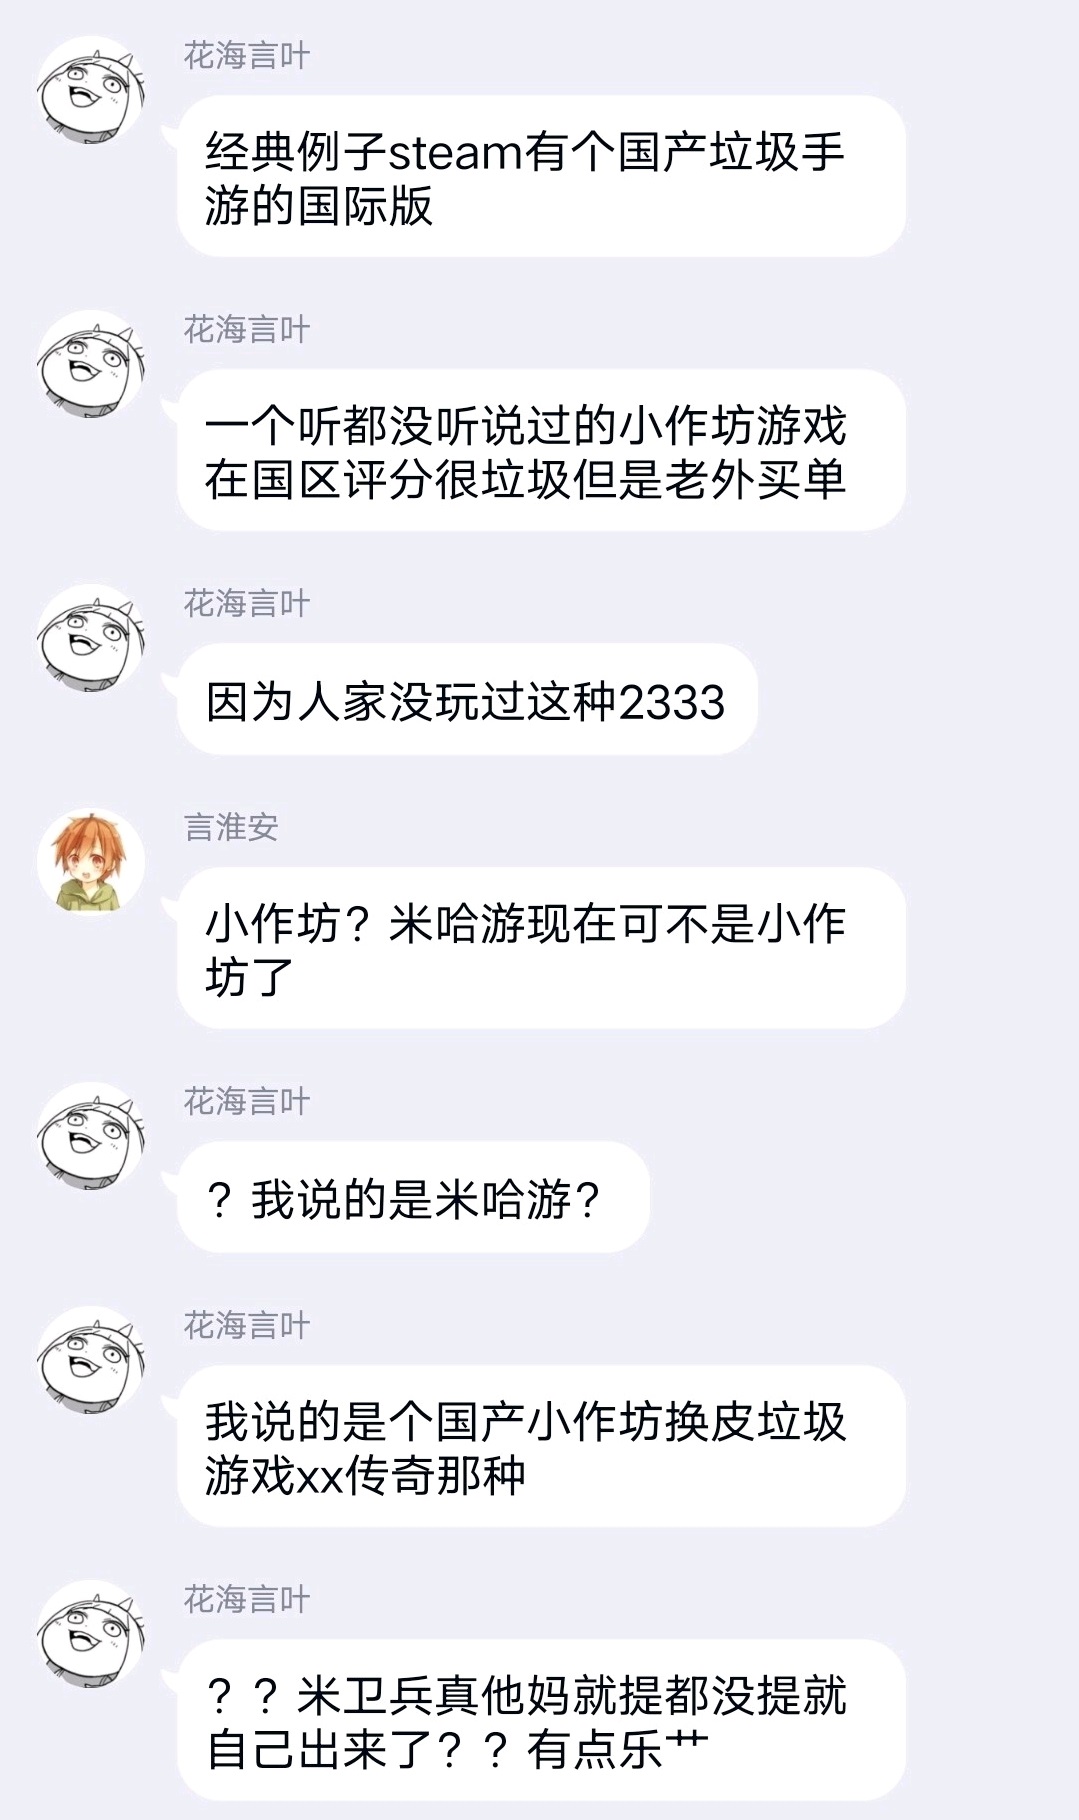 花海言叶
经典例子steam有个国产垃圾手
游的国际版
花海言叶
一个听都没听说过的小作坊游戏
在国区评分很垃圾但是老外买单
花海言叶
因为人家没玩过这种2333
言淮安
小作坊？米哈游现在可不是小作
坊了
花海言叶
？我说的是米哈游？
花海言叶
我说的是个国产小作坊换皮垃圾
游戏xx传奇那种
花海言叶
？？米卫兵真他妈就提都没提就
自己出来了？？有点乐艹